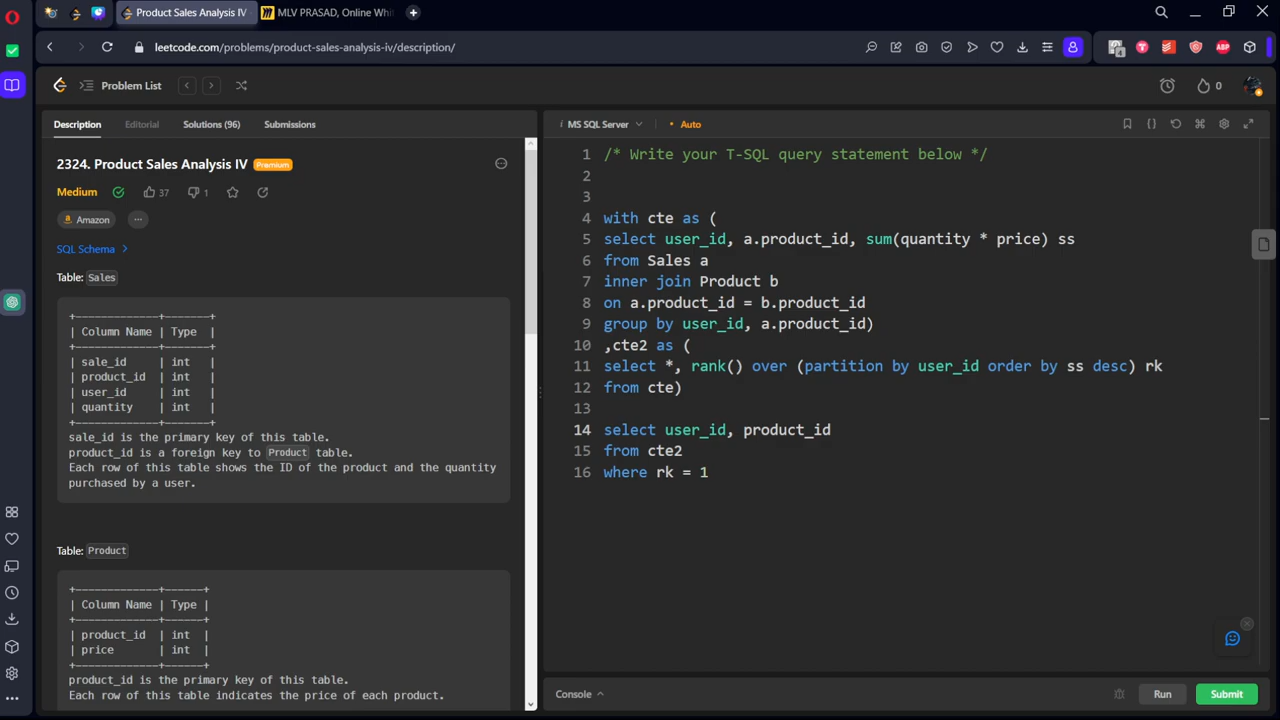 Product Sales Analysis IV
MLV PRASAD, Online Whi
leetcode.com/problems/product-sales-analysis-iv/description/
Problem List
0
Description
Editorial
Solutions (96)
Submissions
2324. Product Sales Analysis IV
Premium
Medium
37
1
Amazon
SQL Schema
Table: Sales
+-------------+-------+
| Column Name | Type  |
+-------------+-------+
| sale_id     | int   |
| product_id  | int   |
| user_id     | int   |
| quantity    | int   |
+-------------+-------+
sale_id is the primary key of this table.
product_id is a foreign key to Product table.
Each row of this table shows the ID of the product and the quantity
purchased by a user.
Table: Product
+-------------+------+
| Column Name | Type |
+-------------+------+
| product_id  | int  |
| price       | int  |
+-------------+------+
product_id is the primary key of this table.
Each row of this table indicates the price of each product.
MS SQL Server
• Auto
1 /* Write your T-SQL query statement below */
2
3
4 with cte as (
5 select user_id, a.product_id, sum(quantity * price) ss
6 from Sales a
7 inner join Product b
8 on a.product_id = b.product_id
9 group by user_id, a.product_id)
10 ,cte2 as (
11 select *, rank() over (partition by user_id order by ss desc) rk
12 from cte)
13
14 select user_id, product_id
15 from cte2
16 where rk = 1
Console
Run
Submit